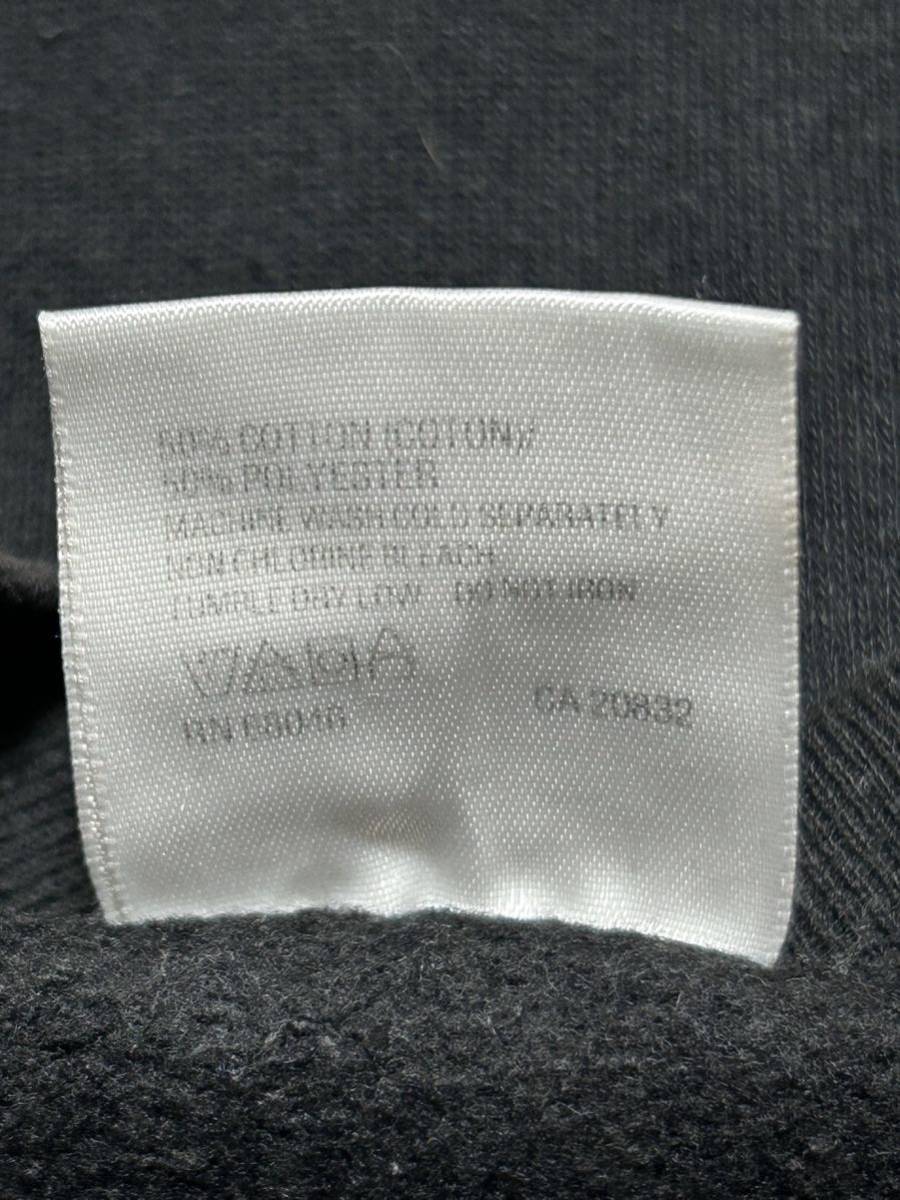 50% COTTON (COTON)/
50% POLYESTER
MACHINE WASH COLD SEPARATELY
NON CHLORINE BLEACH
TUMBLE DRY LOW DO NOT IRON
RN 68046 CA 20832